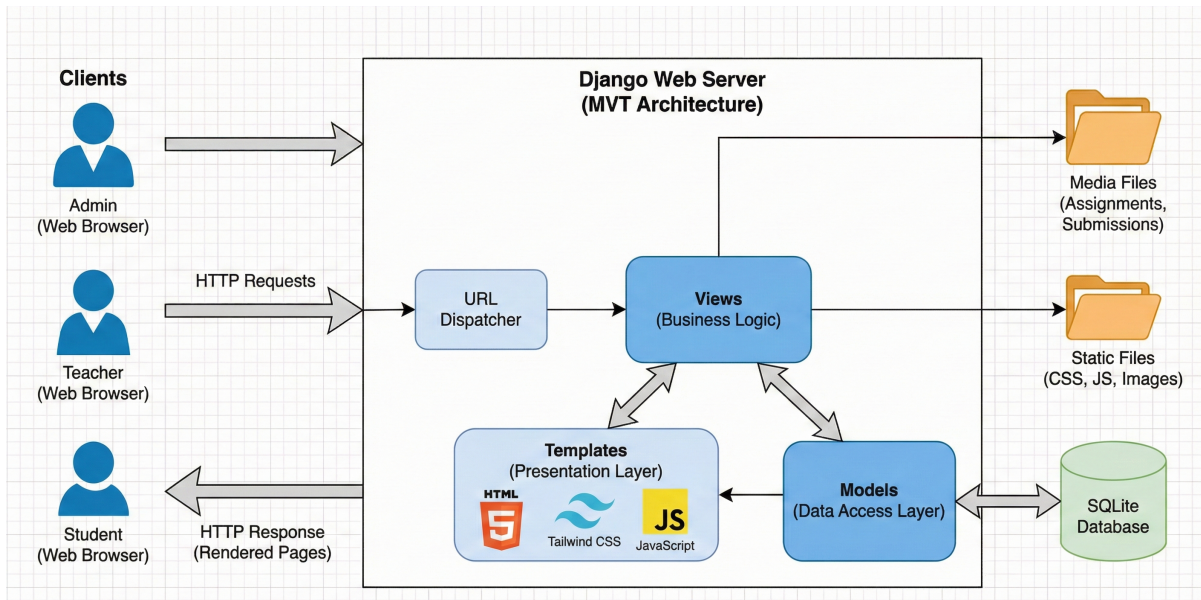 Clients
Admin
(Web Browser)
HTTP Requests
Teacher
(Web Browser)
Student
(Web Browser)
HTTP Response
(Rendered Pages)
Django Web Server
(MVT Architecture)
URL
Dispatcher
Views
(Business Logic)
Templates
(Presentation Layer)
HTML
5
Tailwind CSS
JS
JavaScript
Models
(Data Access Layer)
Media Files
(Assignments,
Submissions)
Static Files
(CSS, JS, Images)
SQLite
Database